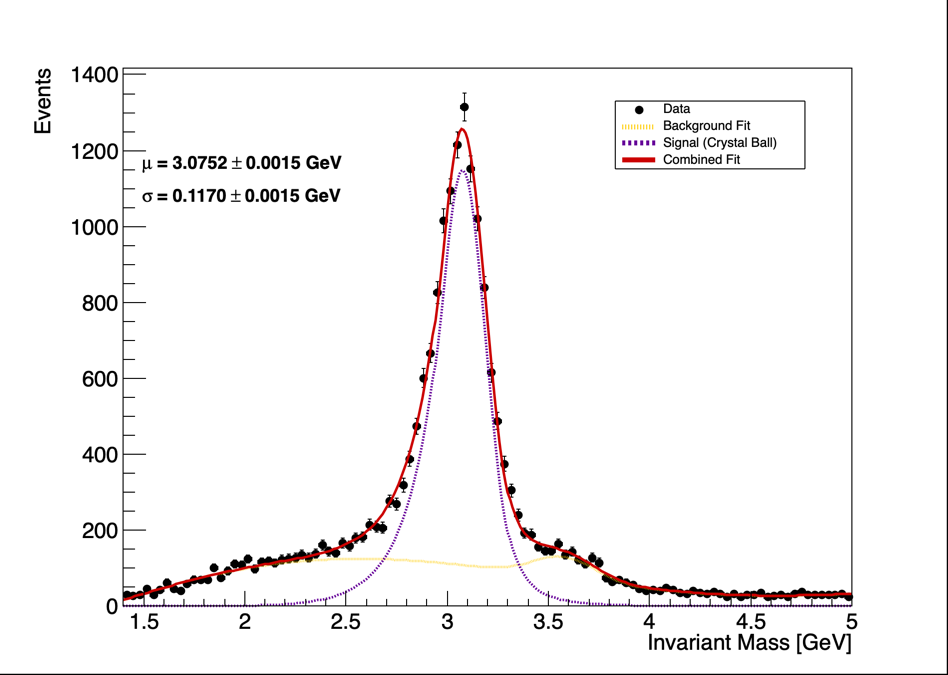 Events
1400
1200
1000
800
600
400
200
0
μ = 3.0752 ± 0.0015 GeV
σ = 0.1170 ± 0.0015 GeV
Data
Background Fit
Signal (Crystal Ball)
Combined Fit
1.5 2 2.5 3 3.5 4 4.5 5
Invariant Mass [GeV]